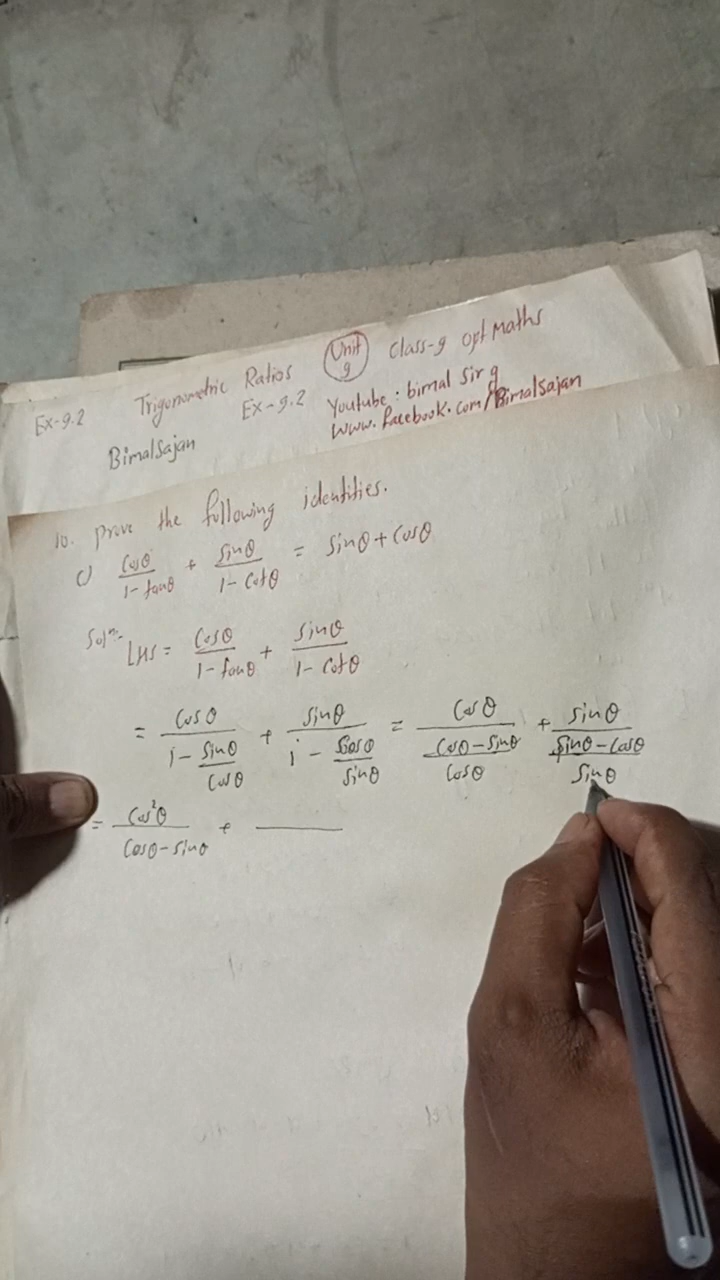 Ex-9.2 Trigonometric Ratios Unit 9 Class-9 opt Maths
BimalSajan Ex-9.2 Youtube : bimal Sir g
www.facebook.com/BimalSajan
10. prove the following identities.
c) cosθ/(1-tanθ) + sinθ/(1-cotθ) = sinθ+cosθ
Solⁿ:- LHS = cosθ/(1-tanθ) + sinθ/(1-cotθ)
= cosθ/(1-sinθ/cosθ) + sinθ/(1-cosθ/sinθ) = cosθ/((cosθ-sinθ)/cosθ) + sinθ/((sinθ-cosθ)/sinθ)
= cos²θ/(cosθ-sinθ) +